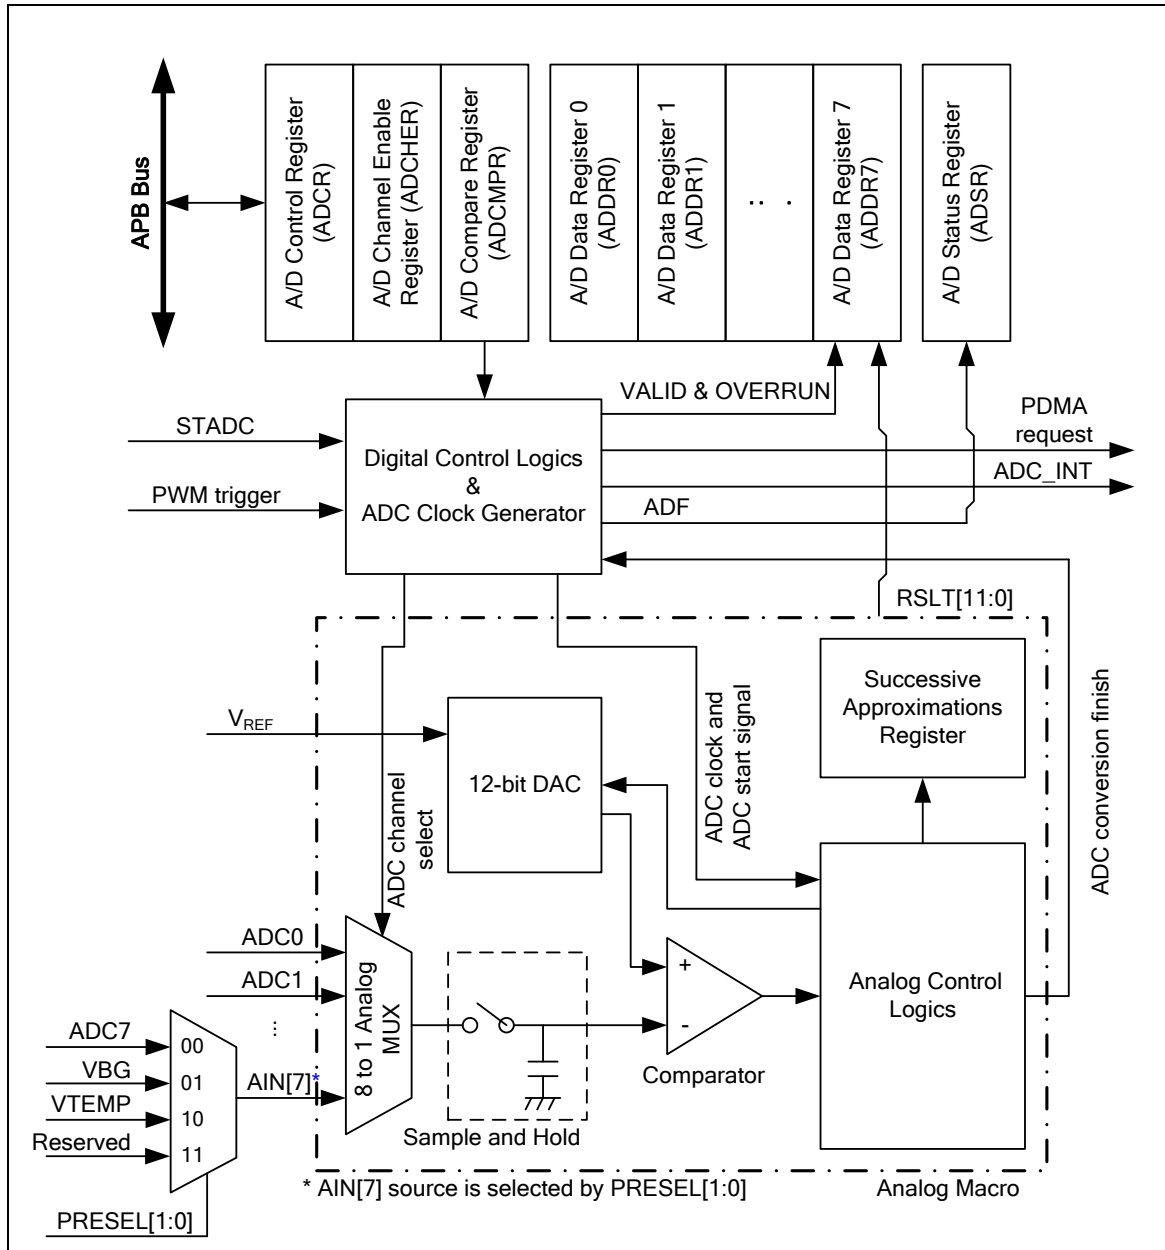 APB Bus
A/D Control Register
(ADCR)
A/D Channel Enable
Register (ADCHER)
A/D Compare Register
(ADCMPR)
A/D Data Register 0
(ADDR0)
A/D Data Register 1
(ADDR1)
.. .
A/D Data Register 7
(ADDR7)
A/D Status Register
(ADSR)
VALID & OVERRUN
STADC
PWM trigger
Digital Control Logics
&
ADC Clock Generator
PDMA
request
ADC_INT
ADF
RSLT[11:0]
VREF
12-bit DAC
ADC channel
select
ADC clock and
ADC start signal
Successive
Approximations
Register
ADC conversion finish
ADC0
ADC1
...
ADC7
VBG
VTEMP
Reserved
00
01
10
11
AIN[7]*
8 to 1 Analog
MUX
+
-
Comparator
Analog Control
Logics
Sample and Hold
PRESEL[1:0]
* AIN[7] source is selected by PRESEL[1:0]
Analog Macro